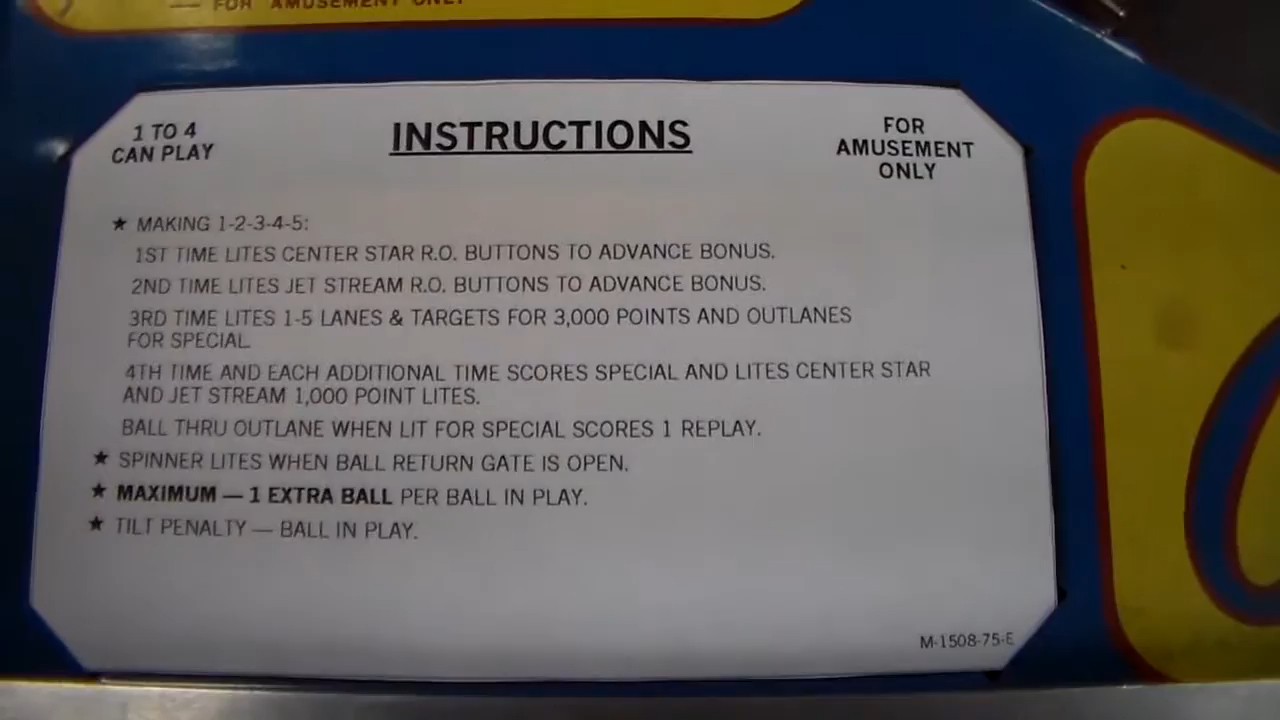 — FOR AMUSEMENT ONLY
1 TO 4
CAN PLAY
INSTRUCTIONS
FOR
AMUSEMENT
ONLY
★ MAKING 1-2-3-4-5:
1ST TIME LITES CENTER STAR R.O. BUTTONS TO ADVANCE BONUS.
2ND TIME LITES JET STREAM R.O. BUTTONS TO ADVANCE BONUS.
3RD TIME LITES 1-5 LANES & TARGETS FOR 3,000 POINTS AND OUTLANES
FOR SPECIAL.
4TH TIME AND EACH ADDITIONAL TIME SCORES SPECIAL AND LITES CENTER STAR
AND JET STREAM 1,000 POINT LITES.
BALL THRU OUTLANE WHEN LIT FOR SPECIAL SCORES 1 REPLAY.
★ SPINNER LITES WHEN BALL RETURN GATE IS OPEN.
★ MAXIMUM — 1 EXTRA BALL PER BALL IN PLAY.
★ TILT PENALTY — BALL IN PLAY.
M-1508-75-E